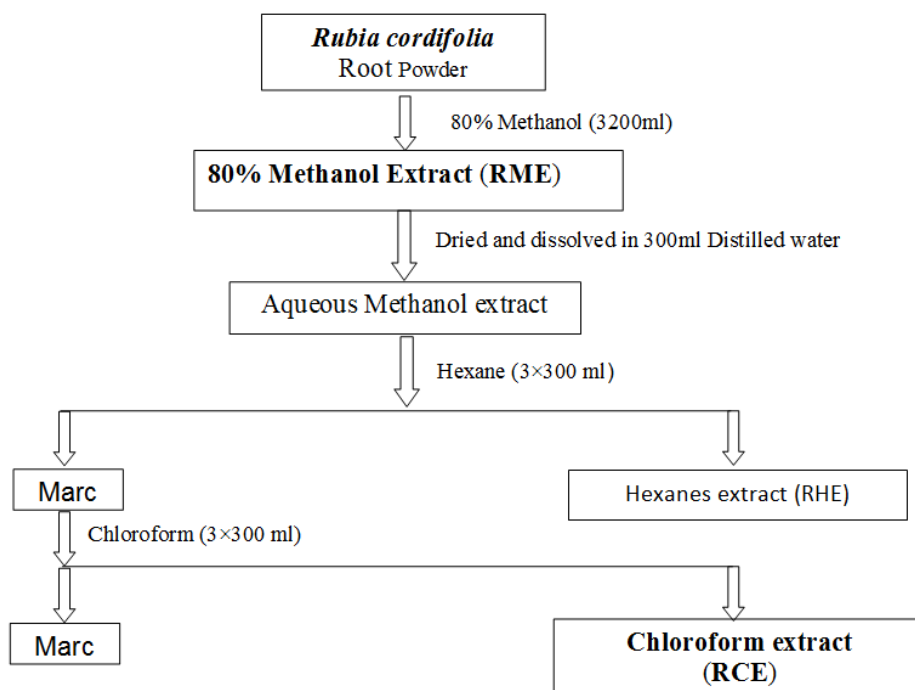 Rubia cordifolia
Root Powder
80% Methanol (3200ml)
80% Methanol Extract (RME)
Dried and dissolved in 300ml Distilled water
Aqueous Methanol extract
Hexane (3×300 ml)
Marc
Hexanes extract (RHE)
Chloroform (3×300 ml)
Marc
Chloroform extract
(RCE)